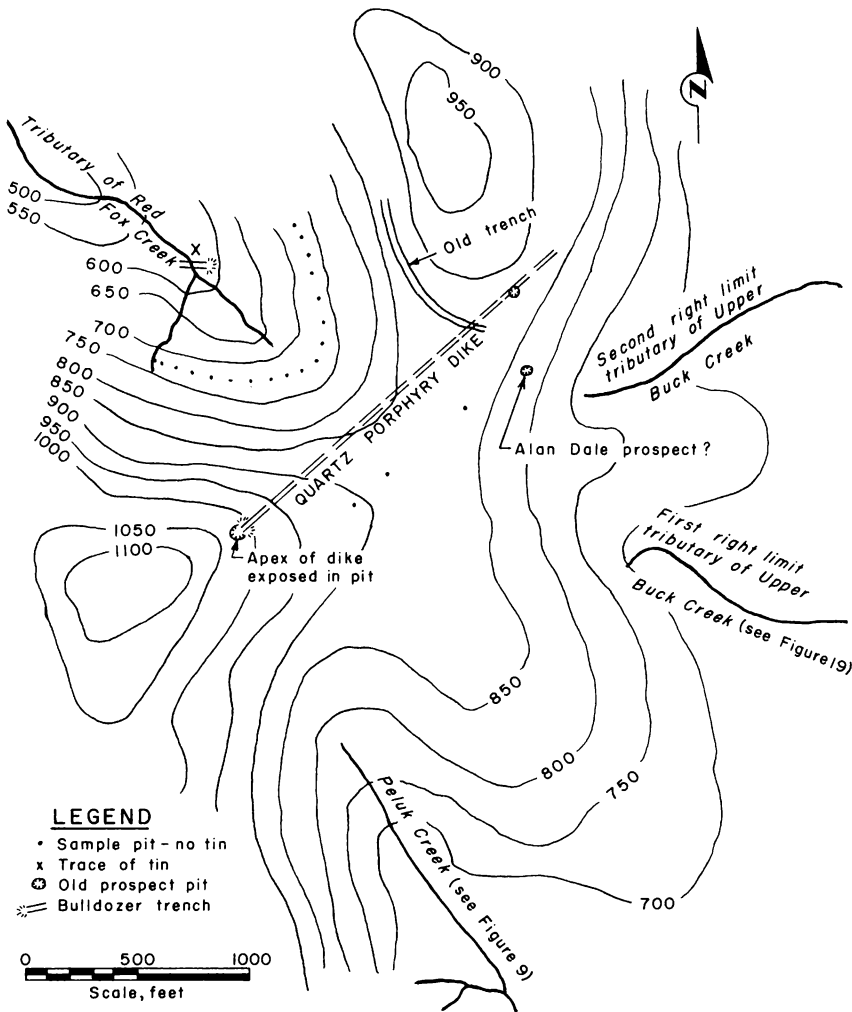 900
950
N
Tributary of Red
Fox Creek
500
550
x
600
650
700
750
800
850
900
950
1000
Old trench
Second right limit
tributary of Upper
Buck Creek
QUARTZ PORPHYRY DIKE
Alan Dale prospect?
1050
1100
Apex of dike
exposed in pit
First right limit
tributary of Upper
Buck Creek (see Figure 19)
850
800
750
700
Peluk Creek (see Figure 9)
LEGEND
• Sample pit - no tin
x Trace of tin
Old prospect pit
Bulldozer trench
0 500 1000
Scale, feet